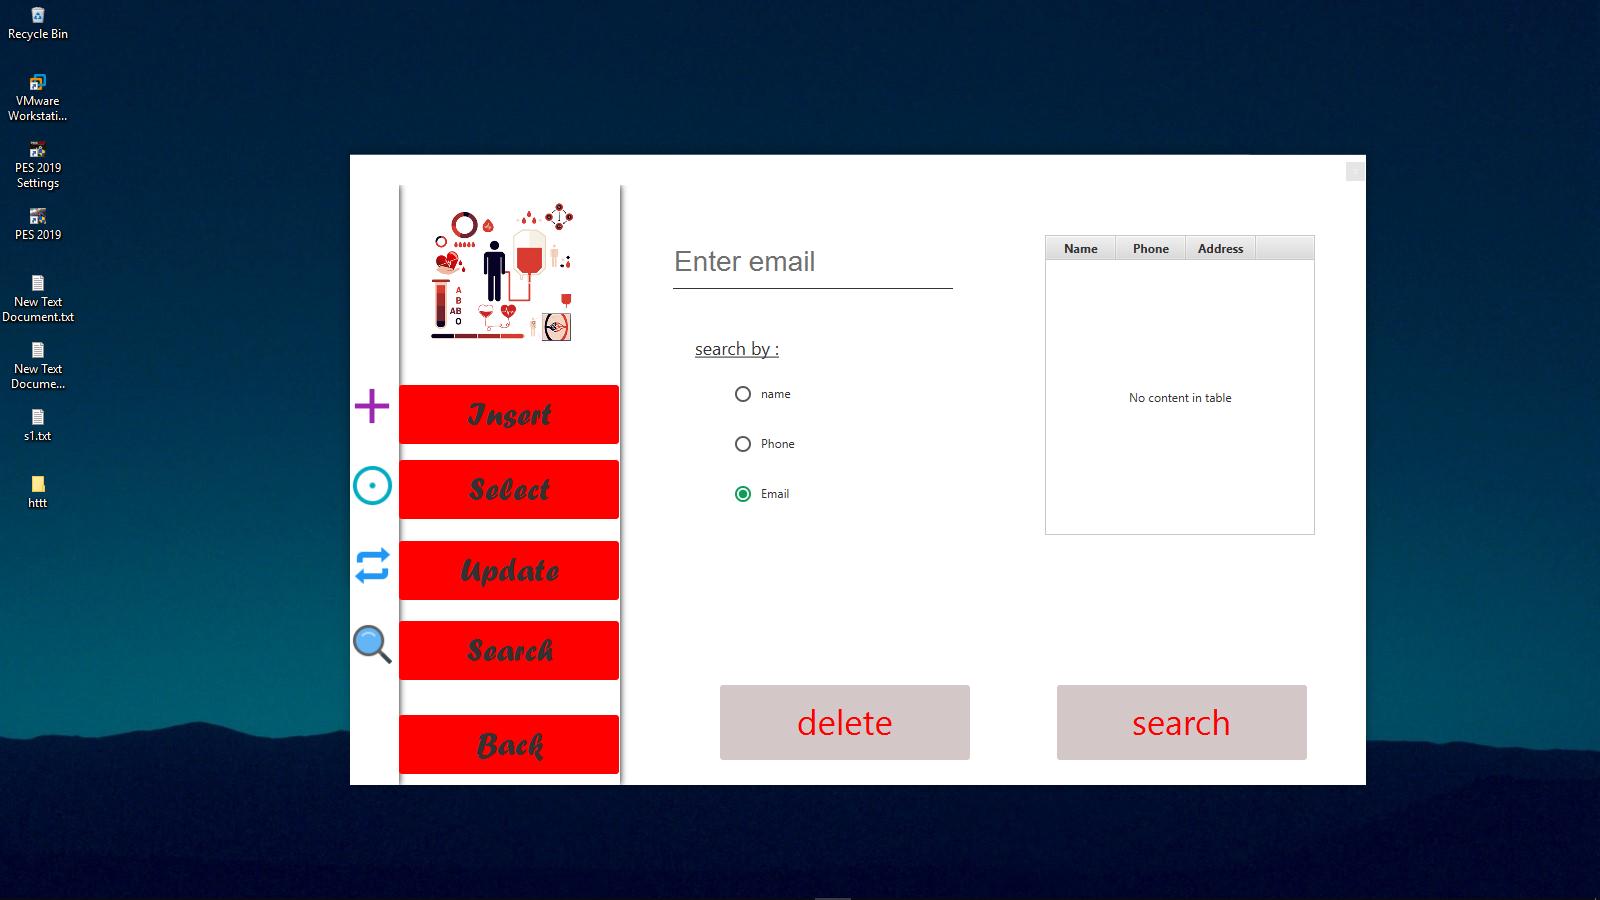 Recycle Bin
VMware
Workstati...
PES 2019
Settings
PES 2019
New Text
Document.txt
New Text
Docume...
s1.txt
httt
A
B
AB
O
Insert
Select
Update
Search
Back
Enter email
search by :
name
Phone
Email
Name Phone Address
No content in table
delete
search